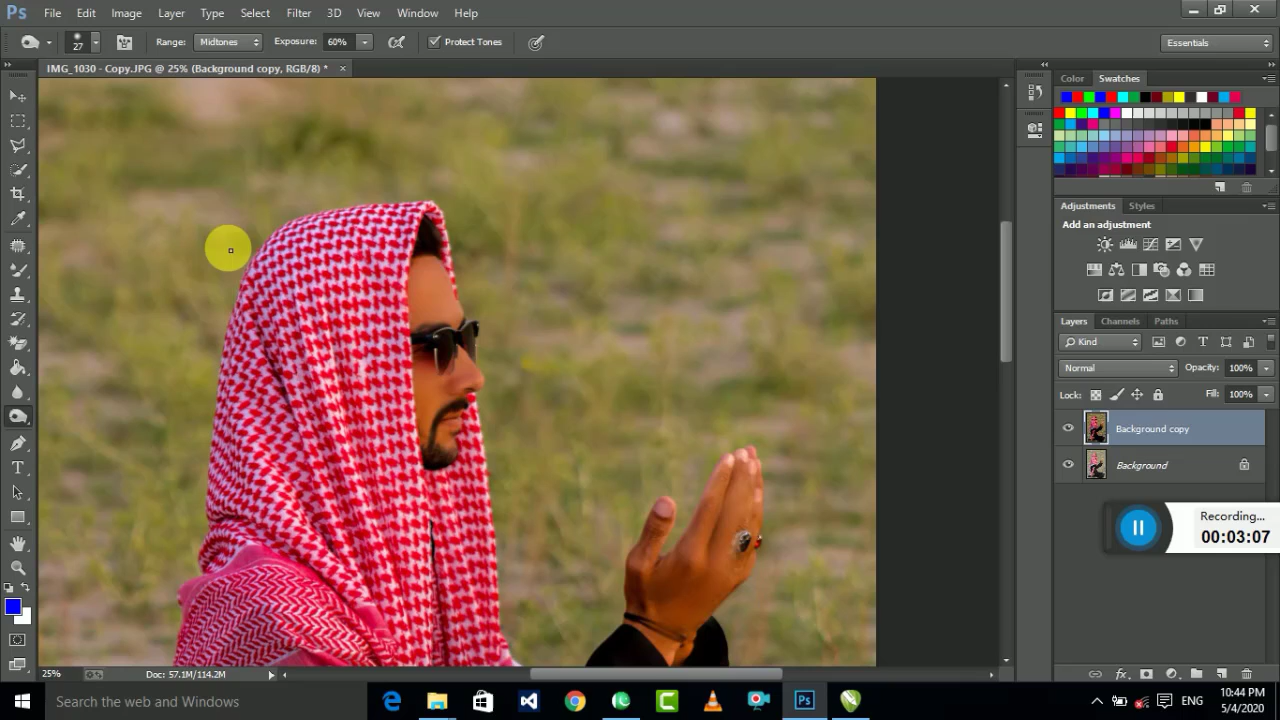 Ps File Edit Image Layer Type Select Filter 3D View Window Help
27 Range: Midtones Exposure: 60% Protect Tones Essentials
IMG_1030 - Copy.JPG @ 25% (Background copy, RGB/8) *
Color Swatches
Adjustments Styles
Add an adjustment
Layers Channels Paths
Kind
Normal Opacity: 100%
Lock: Fill: 100%
Background copy
Background
Recording...
00:03:07
25% Doc: 57.1M/114.2M
Search the web and Windows
Ps
ENG
10:44 PM
5/4/2020